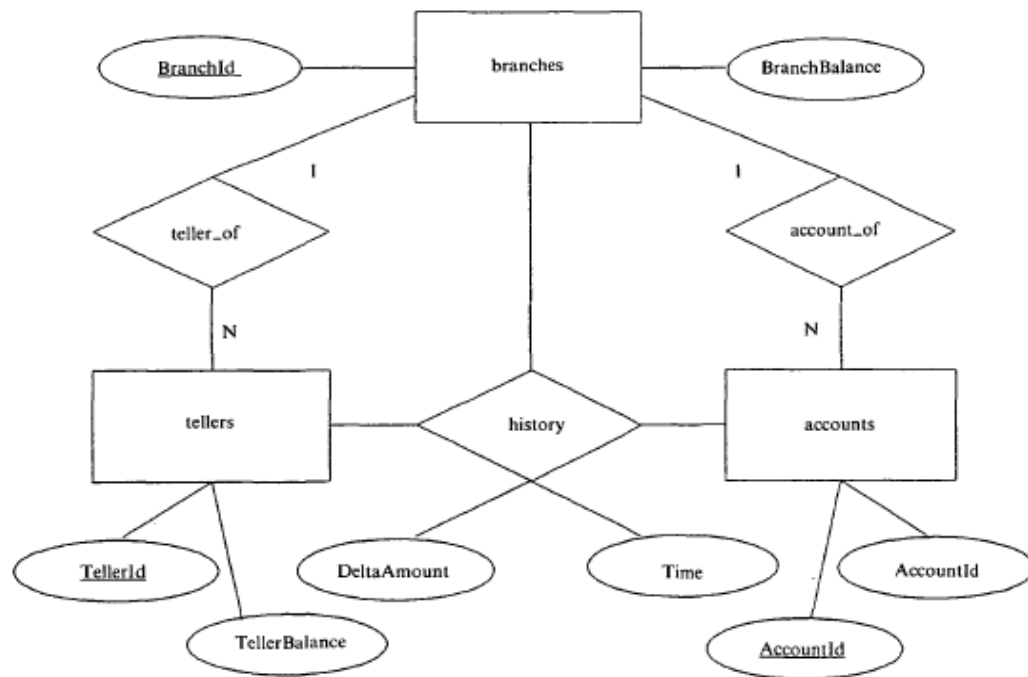 branches
BranchId
BranchBalance
1
1
teller_of
account_of
N
N
tellers
history
accounts
TellerId
DeltaAmount
Time
AccountId
TellerBalance
AccountId